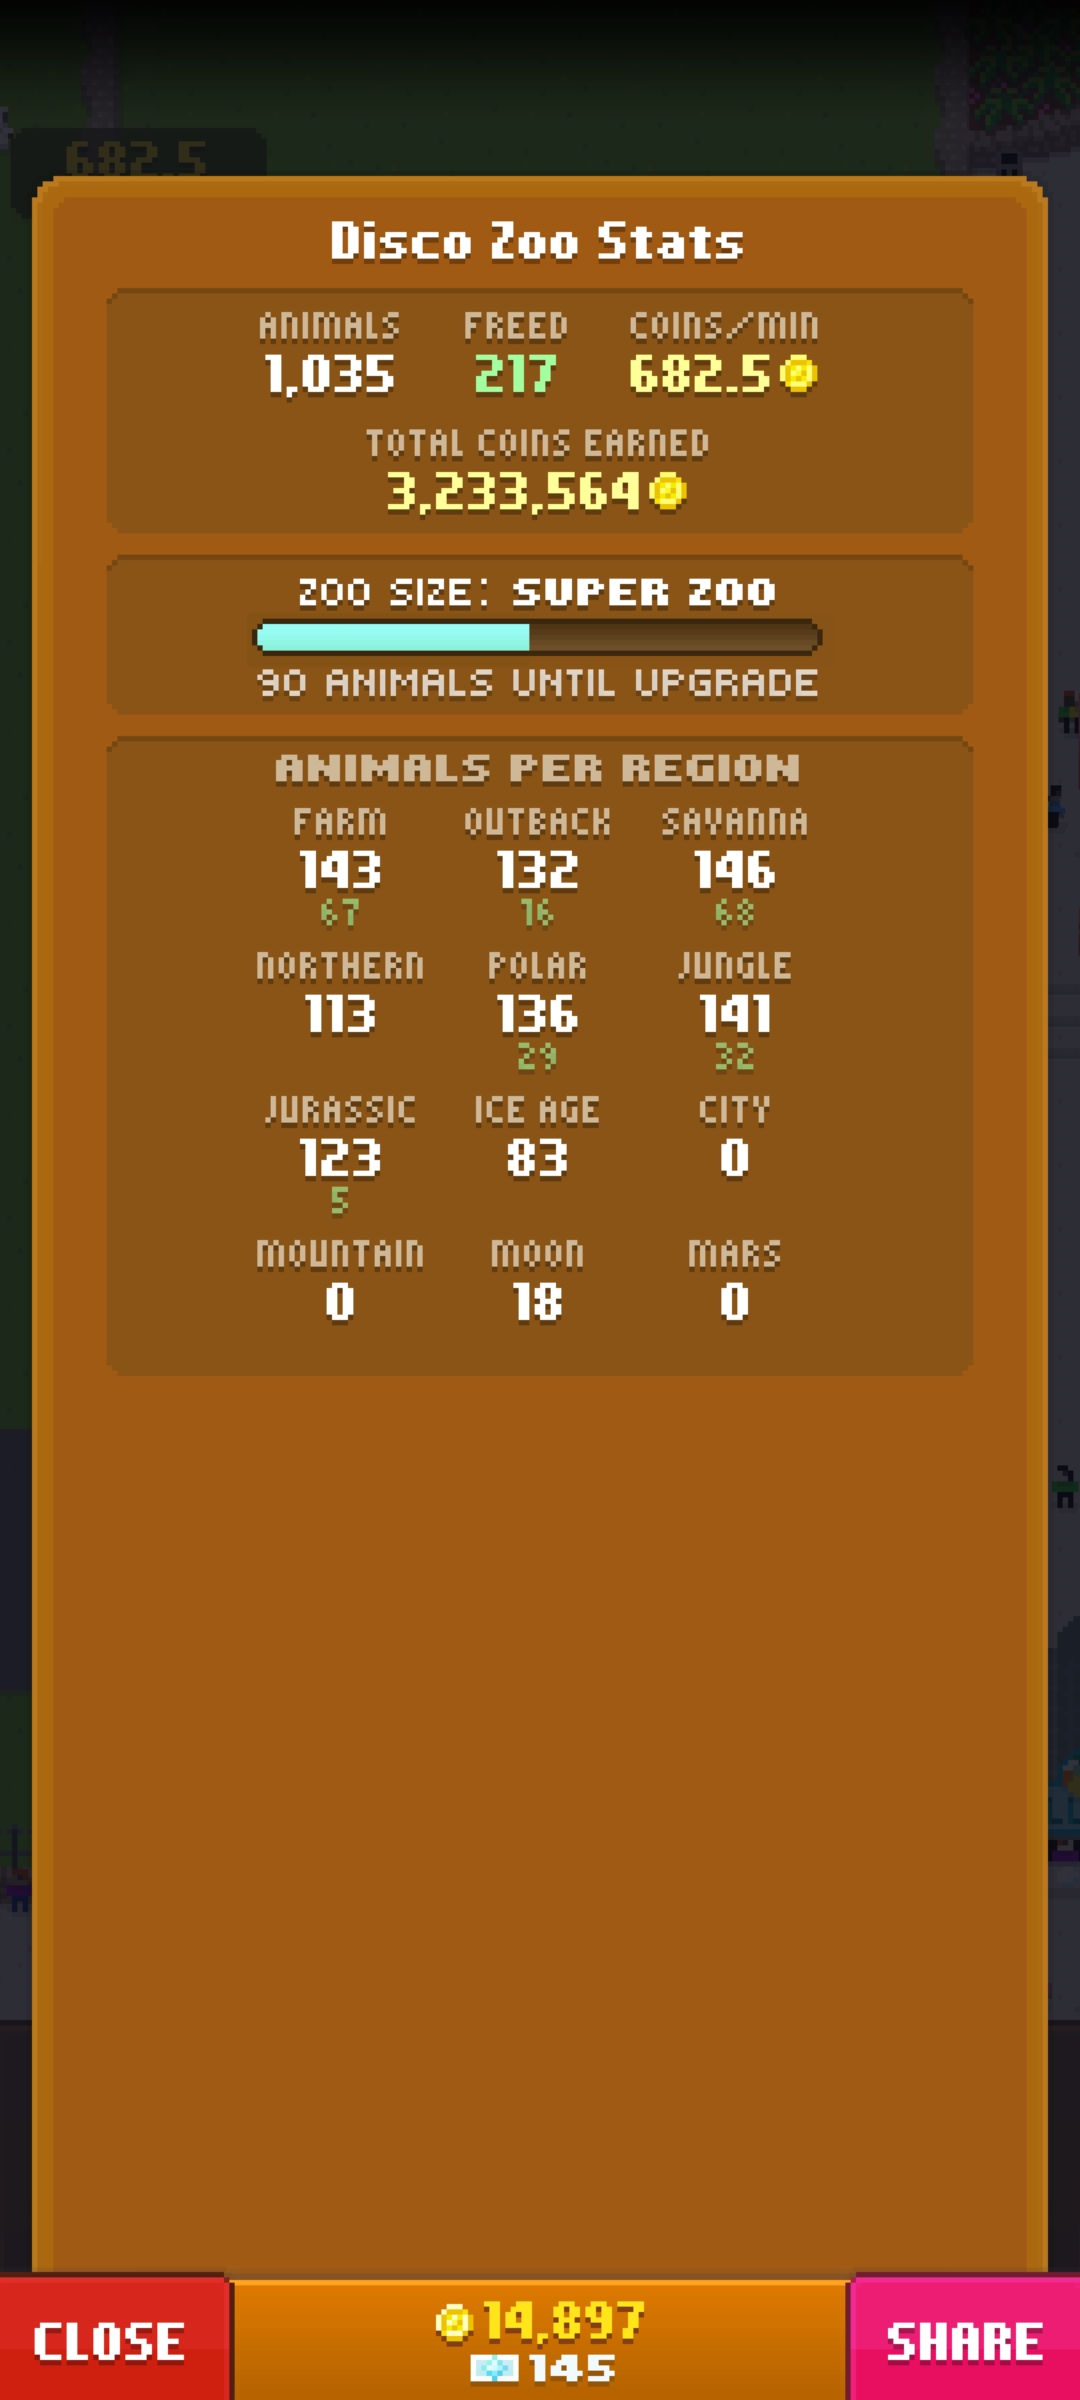 682.5
Disco Zoo Stats
ANIMALS FREED COINS/MIN
1,035 217 682.5
TOTAL COINS EARNED
3,233,564
ZOO SIZE: SUPER ZOO
90 ANIMALS UNTIL UPGRADE
ANIMALS PER REGION
FARM OUTBACK SAVANNA
143 132 146
67 16 68
NORTHERN POLAR JUNGLE
113 136 141
29 32
JURASSIC ICE AGE CITY
123 83 0
5
MOUNTAIN MOON MARS
0 18 0
14,897
CLOSE SHARE
145